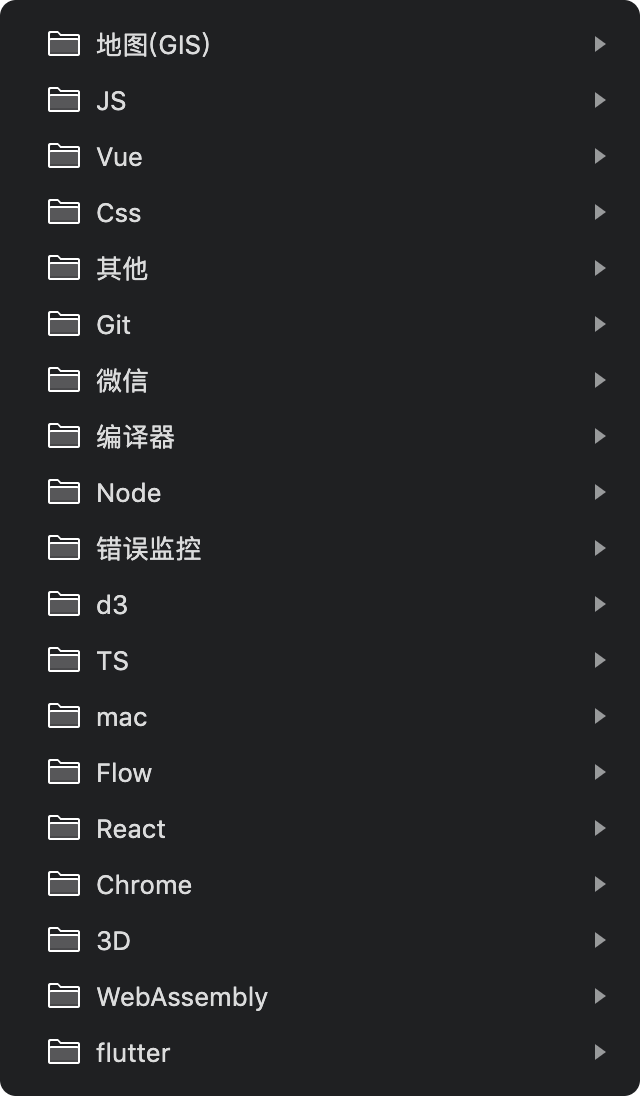 地图(GIS)
JS
Vue
Css
其他
Git
微信
编译器
Node
错误监控
d3
TS
mac
Flow
React
Chrome
3D
WebAssembly
flutter